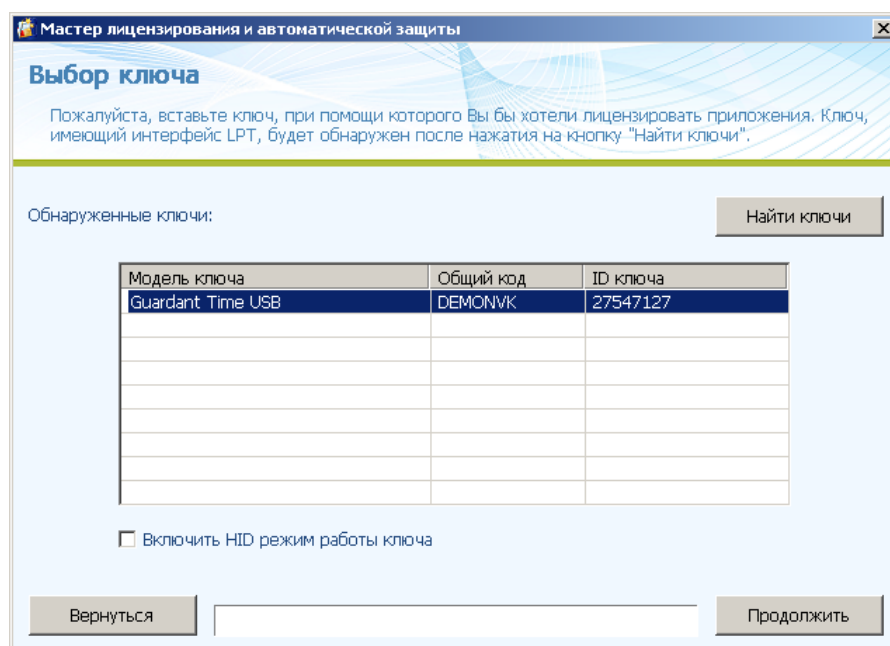 Мастер лицензирования и автоматической защиты
Выбор ключа
Пожалуйста, вставьте ключ, при помощи которого Вы бы хотели лицензировать приложения. Ключ,
имеющий интерфейс LPT, будет обнаружен после нажатия на кнопку "Найти ключи".
Обнаруженные ключи:
Найти ключи
Модель ключа Общий код ID ключа
Guardant Time USB DEMONVK 27547127
Включить HID режим работы ключа
Вернуться
Продолжить